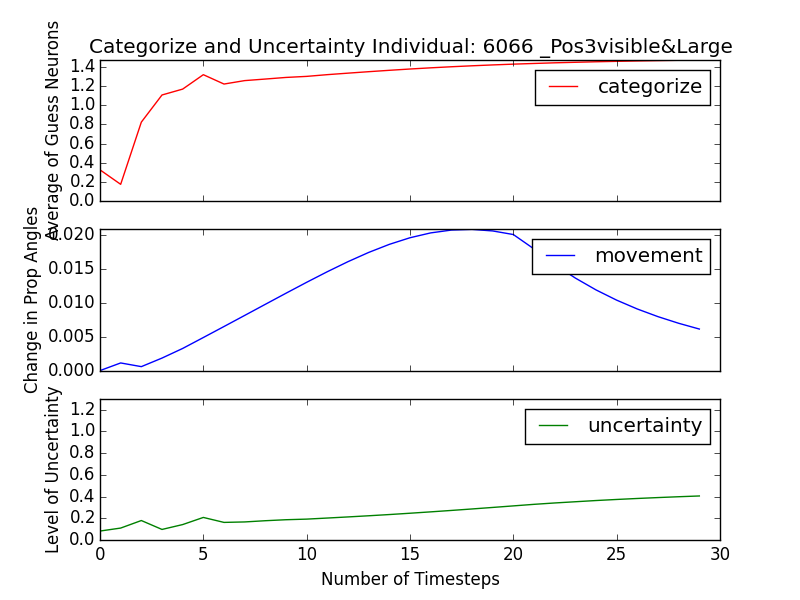 Categorize and Uncertainty Individual: 6066 _Pos3visible&Large
Average of Guess Neurons
1.4
1.2
1.0
0.8
0.6
0.4
0.2
0.0
categorize
Change in Prop Angles
0.020
0.015
0.010
0.005
0.000
movement
Level of Uncertainty
1.2
1.0
0.8
0.6
0.4
0.2
0.0
uncertainty
0 5 10 15 20 25 30
Number of Timesteps